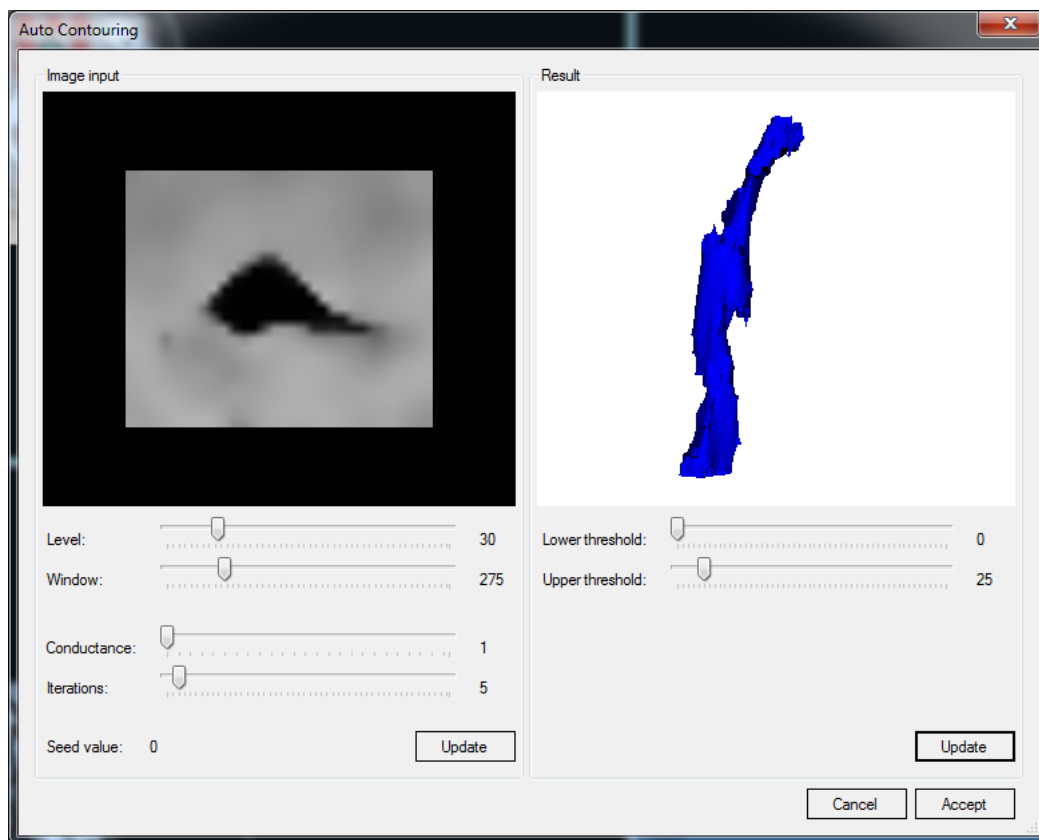 Auto Contouring
Image input
Level: 30
Window: 275
Conductance: 1
Iterations: 5
Seed value: 0
Update
Result
Lower threshold: 0
Upper threshold: 25
Update
Cancel Accept